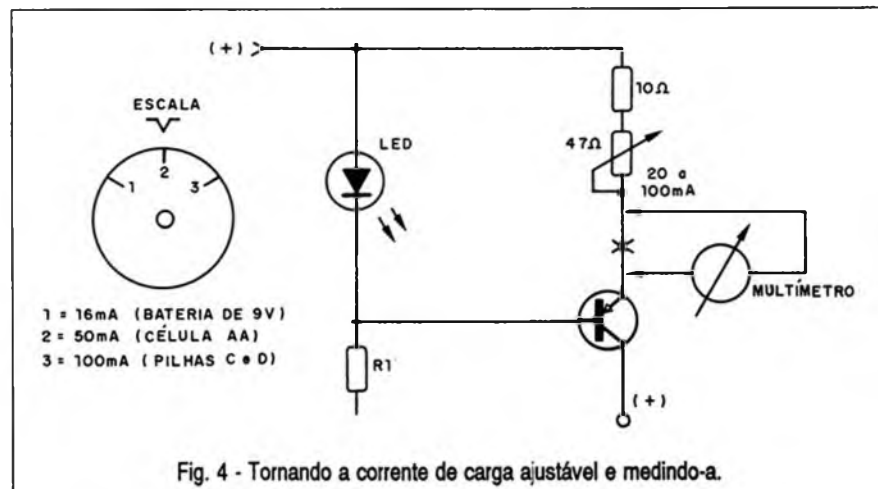 (+)
ESCALA
1
2
3
1 = 16mA (BATERIA DE 9V)
2 = 50mA (CÉLULA AA)
3 = 100mA (PILHAS C e D)
LED
R1
10Ω
47Ω
20 a
100mA
MULTÍMETRO
(+)
Fig. 4 - Tornando a corrente de carga ajustável e medindo-a.